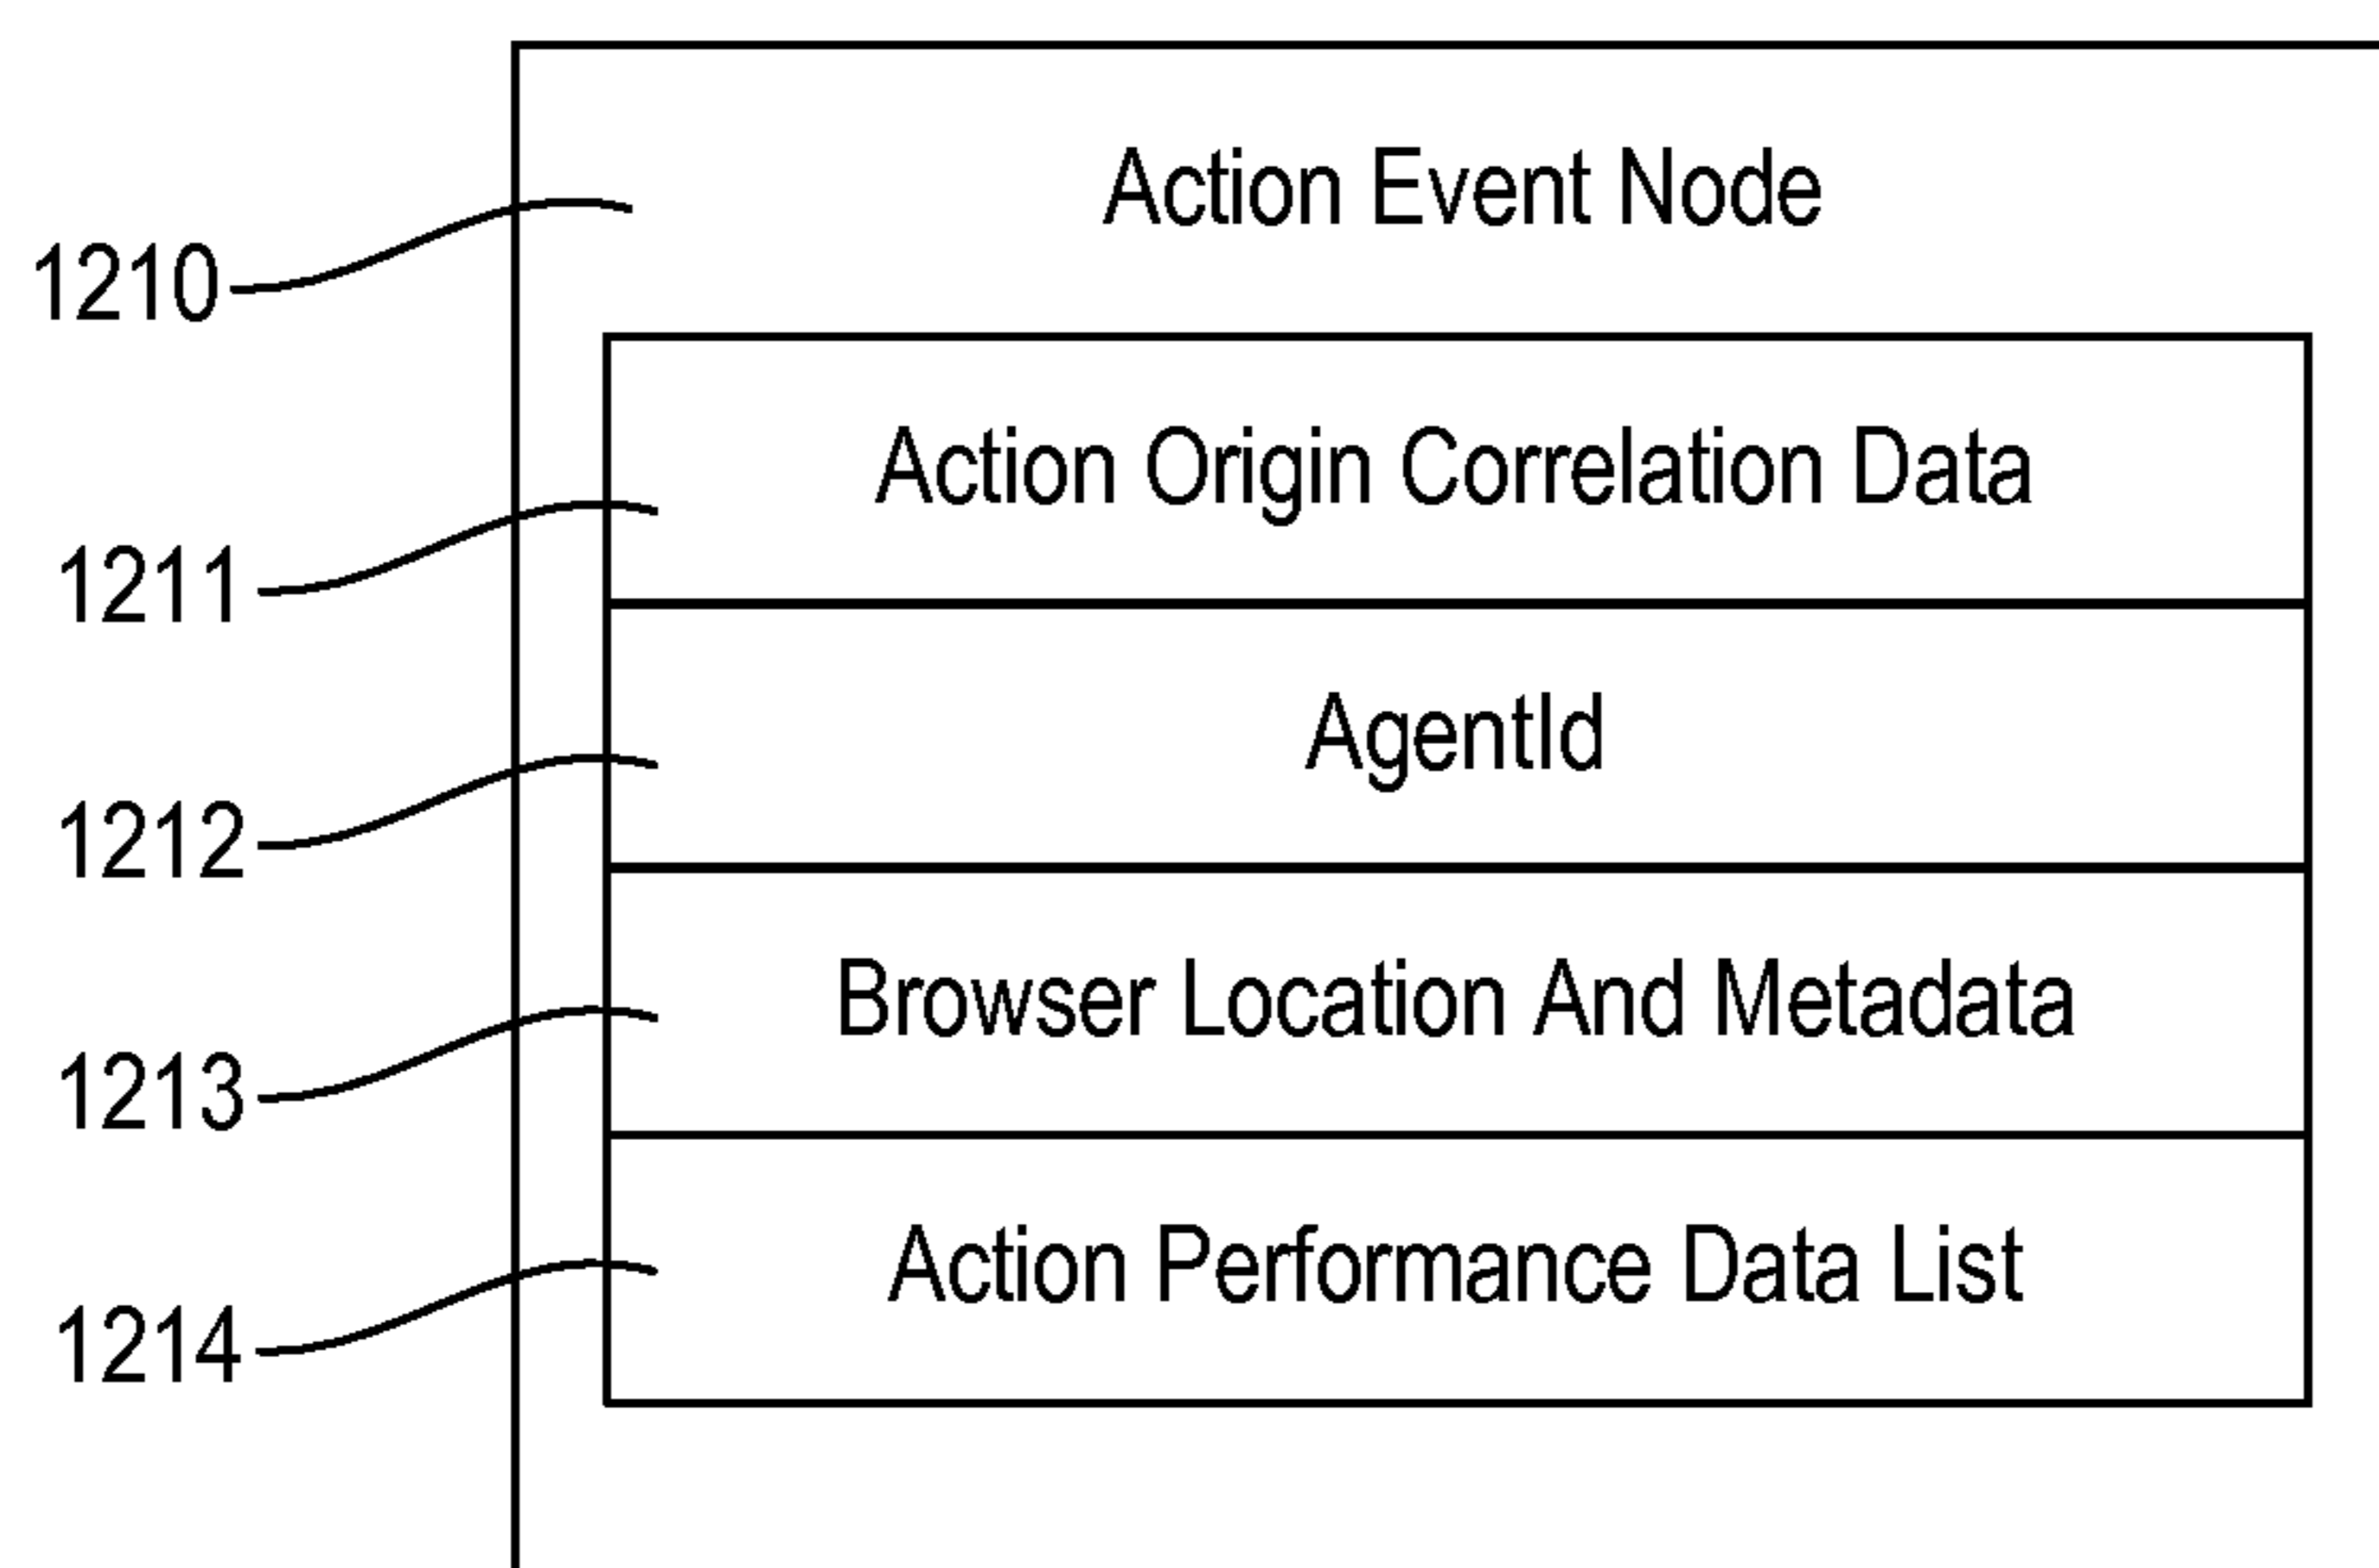 Action Event Node
1210
Action Origin Correlation Data
1211
AgentId
1212
Browser Location And Metadata
1213
Action Performance Data List
1214